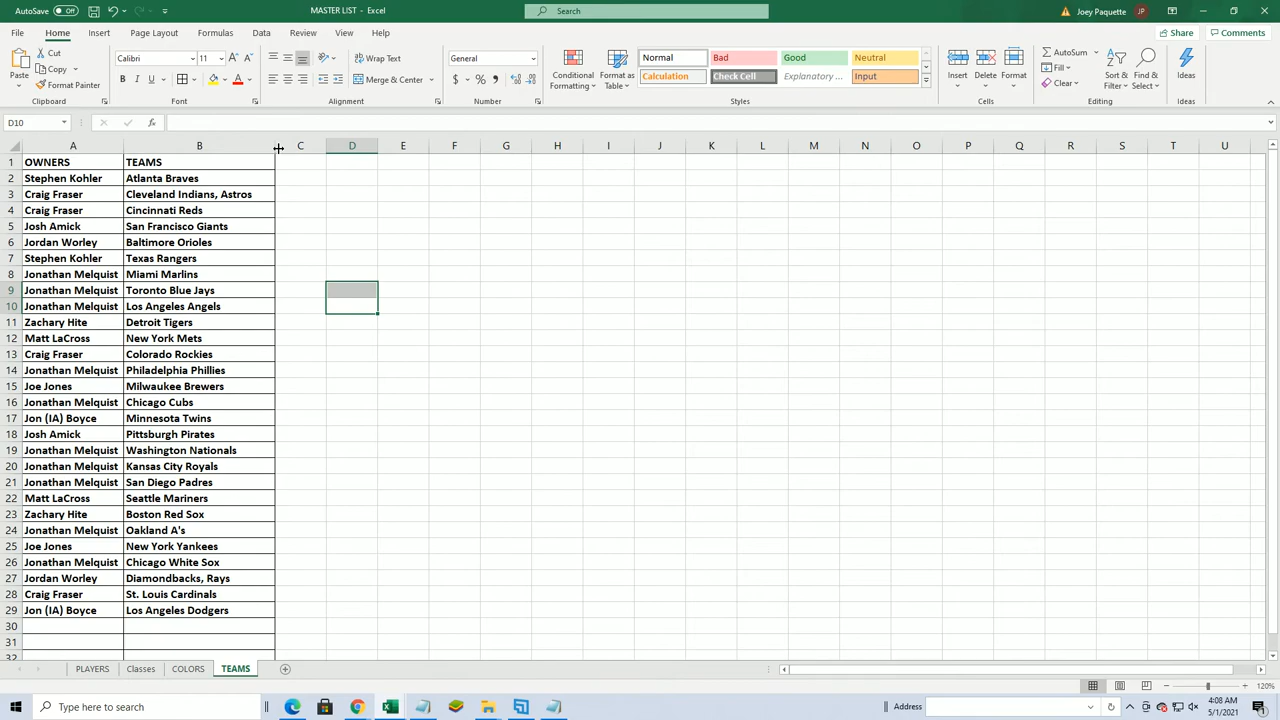 AutoSave Off MASTER LIST - Excel Search Joey Paquette JP
File Home Insert Page Layout Formulas Data Review View Help Share Comments
Paste Cut Copy Format Painter Clipboard
Calibri 11 B I U A Font
Wrap Text Merge & Center Alignment
General $ % Number
Conditional Formatting Format as Table
Normal Bad Good Neutral
Calculation Check Cell Explanatory ... Input Styles
Insert Delete Format Cells
AutoSum Fill Clear Sort & Filter Find & Select Editing
Ideas Ideas
D10 fx
A B C D E F G H I J K L M N O P Q R S T U
1 OWNERS TEAMS
2 Stephen Kohler Atlanta Braves
3 Craig Fraser Cleveland Indians, Astros
4 Craig Fraser Cincinnati Reds
5 Josh Amick San Francisco Giants
6 Jordan Worley Baltimore Orioles
7 Stephen Kohler Texas Rangers
8 Jonathan Melquist Miami Marlins
9 Jonathan Melquist Toronto Blue Jays
10 Jonathan Melquist Los Angeles Angels
11 Zachary Hite Detroit Tigers
12 Matt LaCross New York Mets
13 Craig Fraser Colorado Rockies
14 Jonathan Melquist Philadelphia Phillies
15 Joe Jones Milwaukee Brewers
16 Jonathan Melquist Chicago Cubs
17 Jon (IA) Boyce Minnesota Twins
18 Josh Amick Pittsburgh Pirates
19 Jonathan Melquist Washington Nationals
20 Jonathan Melquist Kansas City Royals
21 Jonathan Melquist San Diego Padres
22 Matt LaCross Seattle Mariners
23 Zachary Hite Boston Red Sox
24 Jonathan Melquist Oakland A's
25 Joe Jones New York Yankees
26 Jonathan Melquist Chicago White Sox
27 Jordan Worley Diamondbacks, Rays
28 Craig Fraser St. Louis Cardinals
29 Jon (IA) Boyce Los Angeles Dodgers
30
31
32
PLAYERS Classes COLORS TEAMS
120%
Type here to search Address 4:08 AM
5/1/2021